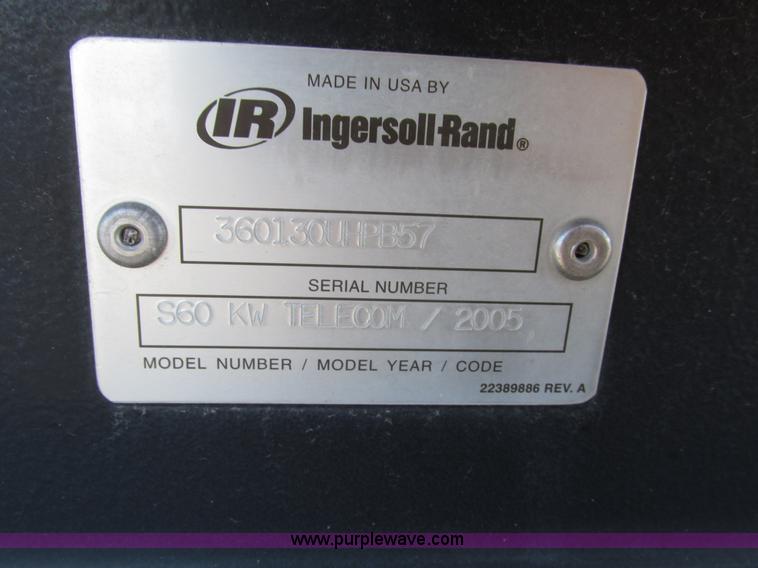 MADE IN USA BY
IR Ingersoll-Rand®
360130UHPB57
SERIAL NUMBER
S60 KW TELECOM / 2005
MODEL NUMBER / MODEL YEAR / CODE
22389886 REV. A
www.purplewave.com